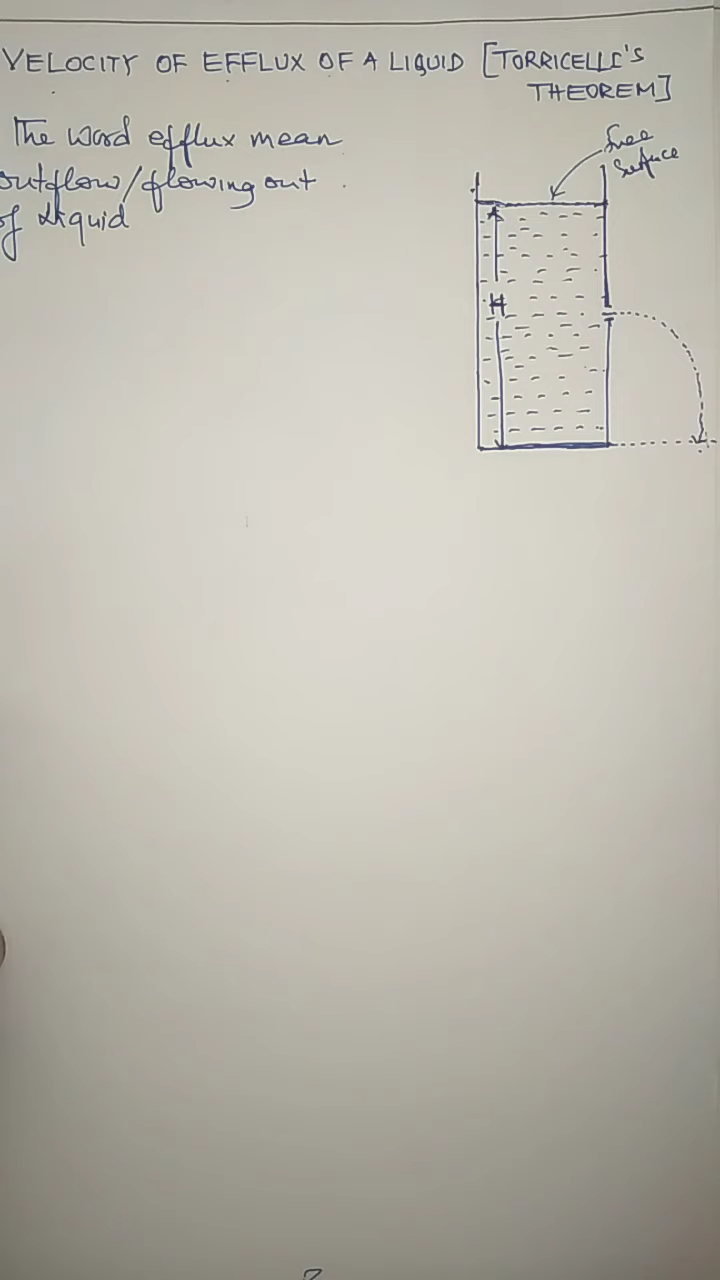 VELOCITY OF EFFLUX OF A LIQUID [TORRICELLI'S
THEOREM]
The word efflux mean
outflow/flowing out
of liquid
free
surface
H